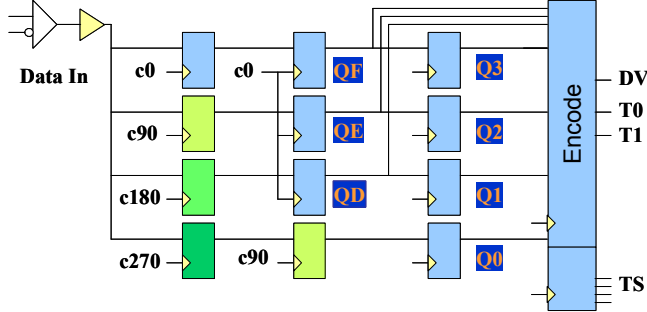 Data In
c0
c0
QF
Q3
DV
c90
QE
Q2
T0
T1
Encode
c180
QD
Q1
c270
c90
Q0
TS